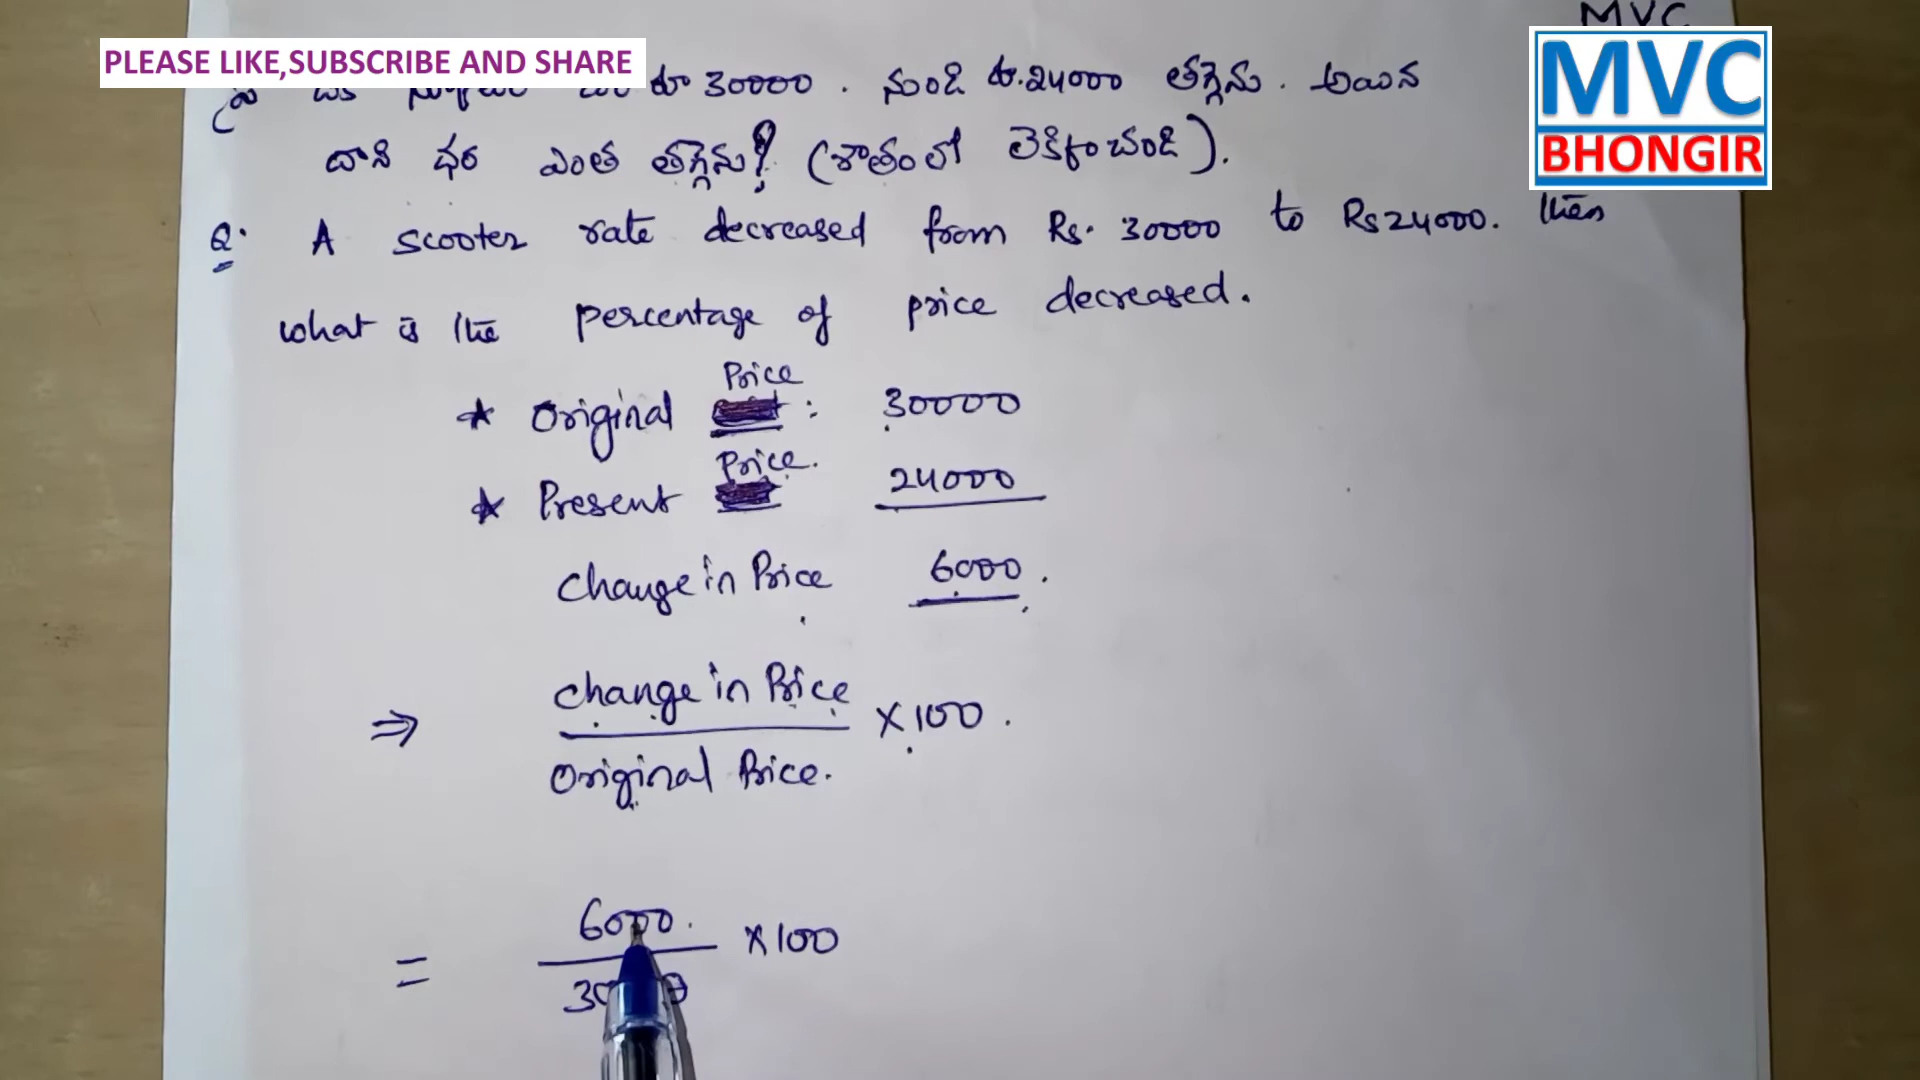 MVC
PLEASE LIKE,SUBSCRIBE AND SHARE
MVC
BHONGIR
రూ 30000 . నుండి రూ.24000 తగ్గెను . అయిన
దాని ధర ఎంత తగ్గెను? (శాతంలో లెక్కించండి).
Q. A scooter rate decreased from Rs. 30000 to Rs 24000. then
what is the percentage of price decreased.
Price
* Original : 30000
Price.
* Present 24000
Change in Price 6000.
⇒ Change in Price × 100 .
Original Price.
= 6000. × 100